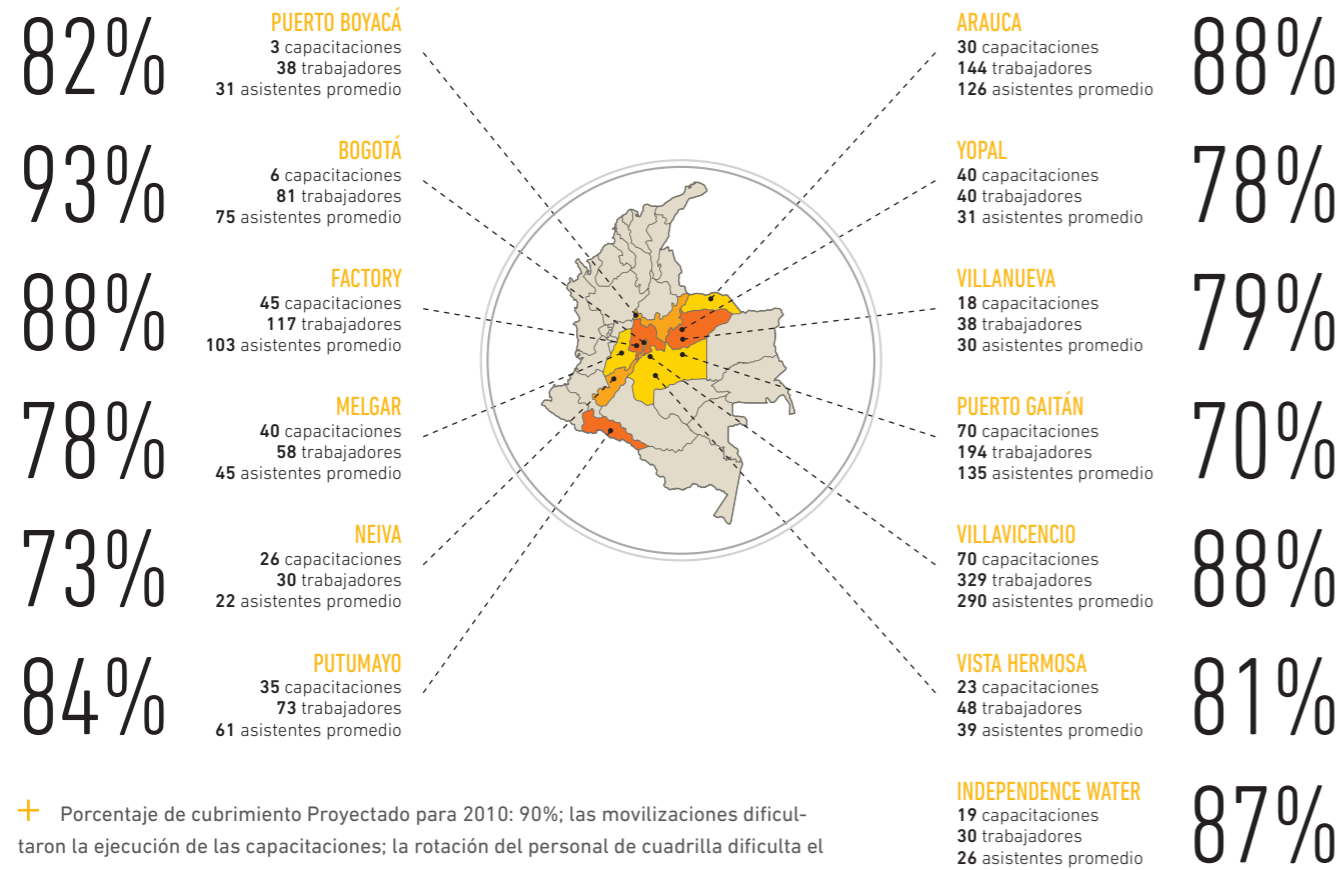 82%
PUERTO BOYACÁ
3 capacitaciones
38 trabajadores
31 asistentes promedio
93%
BOGOTÁ
6 capacitaciones
81 trabajadores
75 asistentes promedio
88%
FACTORY
45 capacitaciones
117 trabajadores
103 asistentes promedio
78%
MELGAR
40 capacitaciones
58 trabajadores
45 asistentes promedio
73%
NEIVA
26 capacitaciones
30 trabajadores
22 asistentes promedio
84%
PUTUMAYO
35 capacitaciones
73 trabajadores
61 asistentes promedio
ARAUCA
30 capacitaciones
144 trabajadores
126 asistentes promedio
88%
YOPAL
40 capacitaciones
40 trabajadores
31 asistentes promedio
78%
VILLANUEVA
18 capacitaciones
38 trabajadores
30 asistentes promedio
79%
PUERTO GAITÁN
70 capacitaciones
194 trabajadores
135 asistentes promedio
70%
VILLAVICENCIO
70 capacitaciones
329 trabajadores
290 asistentes promedio
88%
VISTA HERMOSA
23 capacitaciones
48 trabajadores
39 asistentes promedio
81%
INDEPENDENCE WATER
19 capacitaciones
30 trabajadores
26 asistentes promedio
87%
+ Porcentaje de cubrimiento Proyectado para 2010: 90%; las movilizaciones dificul-
taron la ejecución de las capacitaciones; la rotación del personal de cuadrilla dificulta el